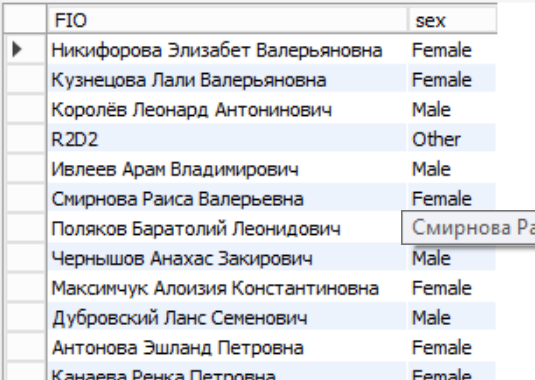 FIO sex
Никифорова Элизабет Валерьяновна Female
Кузнецова Лали Валерьяновна Female
Королёв Леонард Антонинович Male
R2D2 Other
Ивлеев Арам Владимирович Male
Смирнова Раиса Валерьевна Female
Поляков Баратолий Леонидович Смирнова Ра
Чернышов Анахас Закирович Male
Максимчук Алоизия Константиновна Female
Дубровский Ланс Семенович Male
Антонова Эшланд Петровна Female
Канаева Ренка Петровна Female